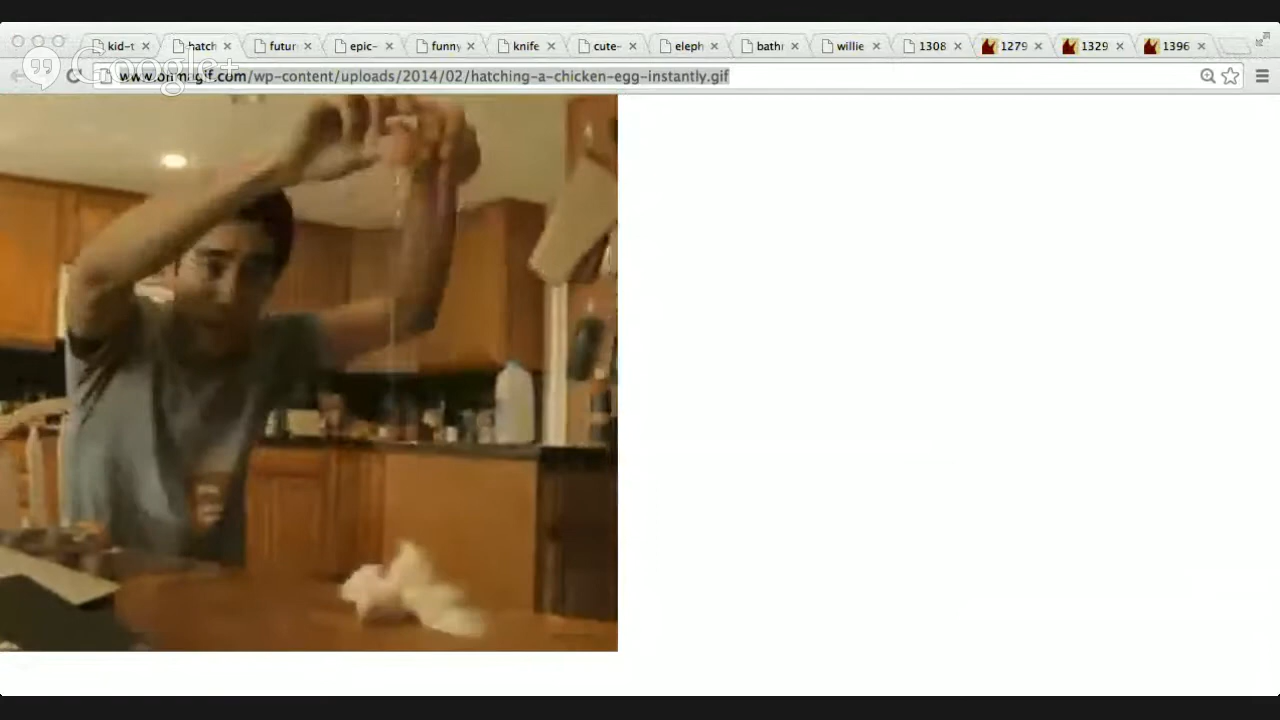 kid-t hatch futur epic- funny knife cute- eleph bath willie 1308 1279 1329 1396
Google+
/wp-content/uploads/2014/02/hatching-a-chicken-egg-instantly.gif